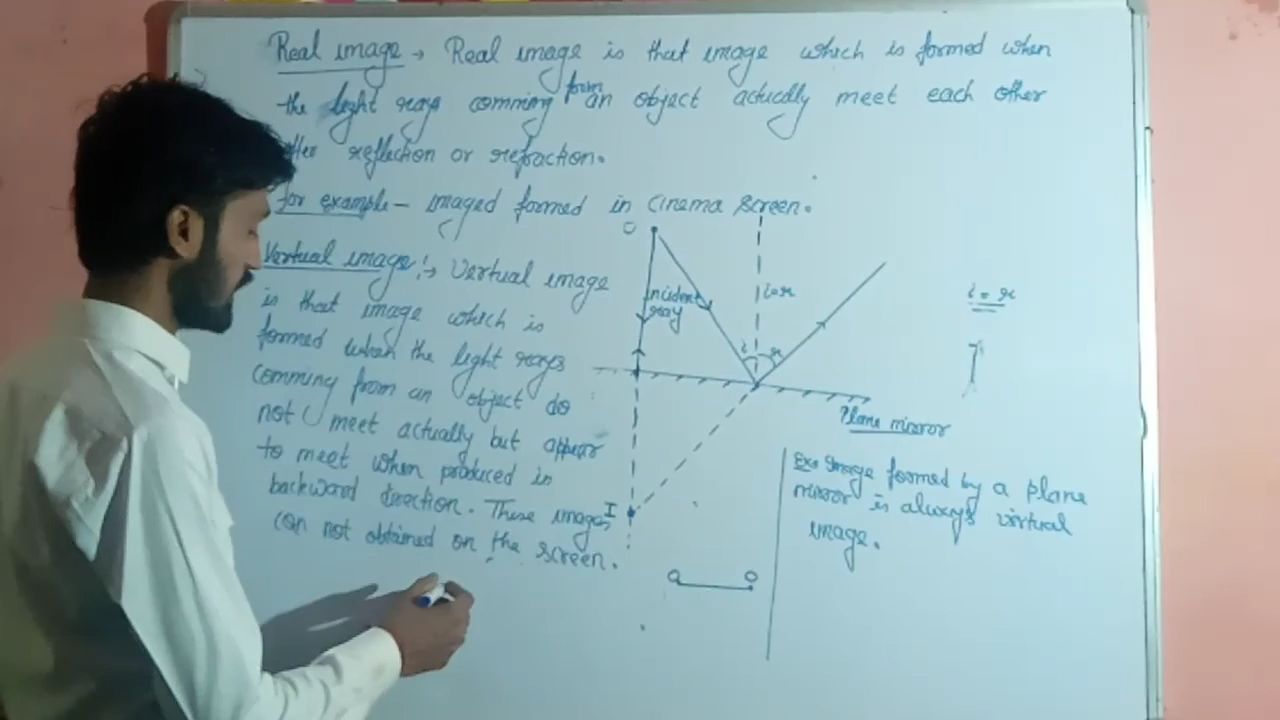 Real image → Real image is that image which is formed when
the light rays comming from an object actually meet each other
after reflection or refraction.
for example – imaged formed in cinema screen.
Vertual image :→ Vertual image
is that image which is
formed when the light rays
comming from an object do
not meet actually but appear
to meet when produced in
backward direction. These images
can not obtained on the screen.
O
incident
ray
i=r
i r
Plane mirror
I
i = r
Ex→ Image formed by a plane
mirror is always virtual
image.